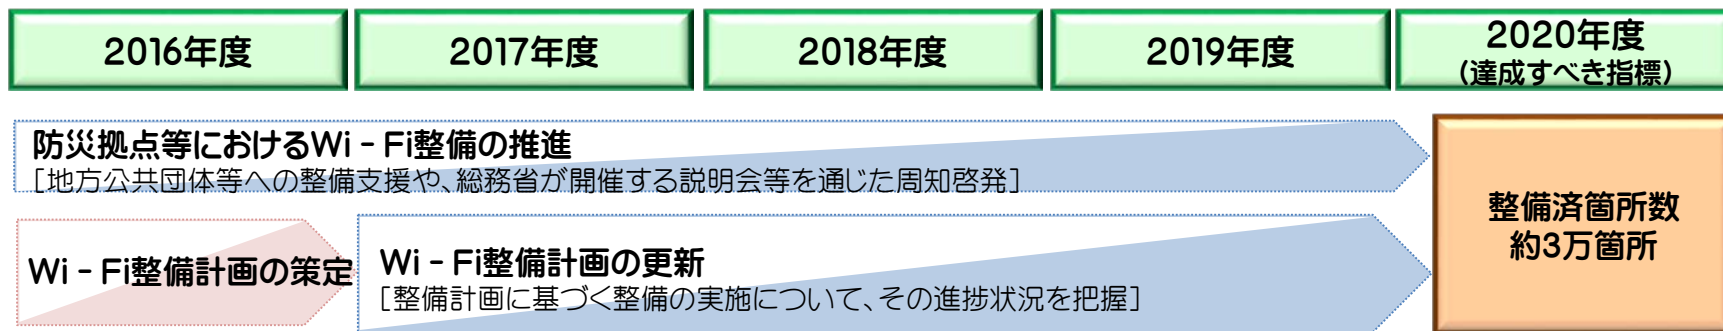 2016年度
2017年度
2018年度
2019年度
2020年度
(達成すべき指標)
防災拠点等におけるWi‐Fi整備の推進
[地方公共団体等への整備支援や、総務省が開催する説明会等を通じた周知啓発]
Wi‐Fi整備計画の策定
Wi‐Fi整備計画の更新
[整備計画に基づく整備の実施について、その進捗状況を把握]
整備済箇所数
約3万箇所